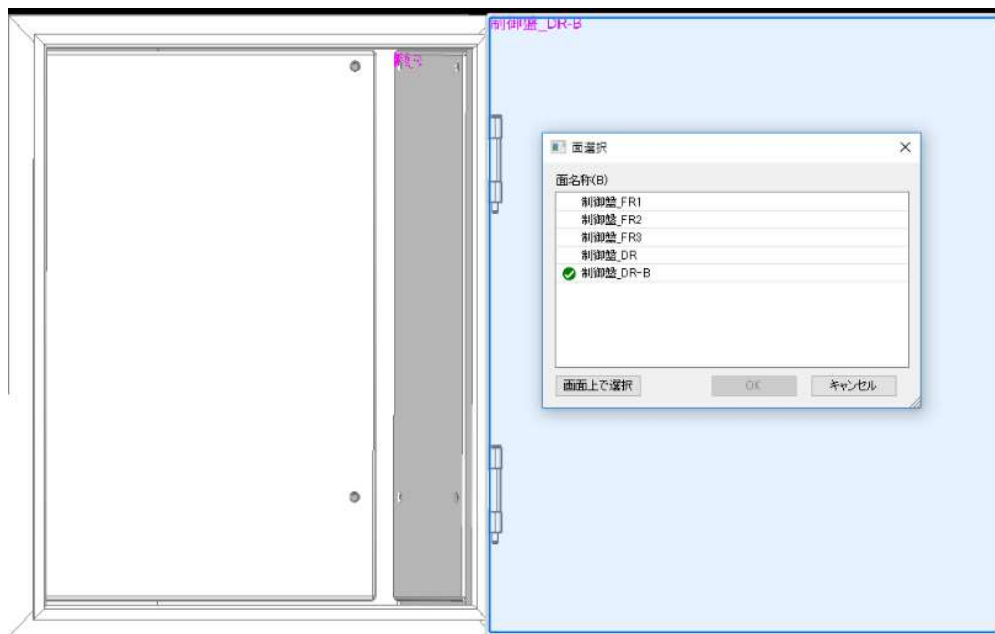 制御盤_DR-B
面選択
面名称(B)
制御盤_FR1
制御盤_FR2
制御盤_FR3
制御盤_DR
制御盤_DR-B
画面上で選択
OK
キャンセル